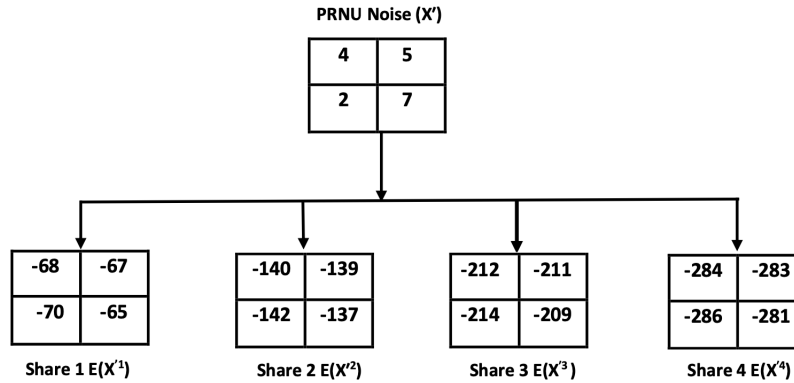 PRNU Noise (X')
4 5
2 7
-68 -67
-70 -65
-140 -139
-142 -137
-212 -211
-214 -209
-284 -283
-286 -281
Share 1 E(X'¹)
Share 2 E(X'²)
Share 3 E(X'³)
Share 4 E(X'⁴)